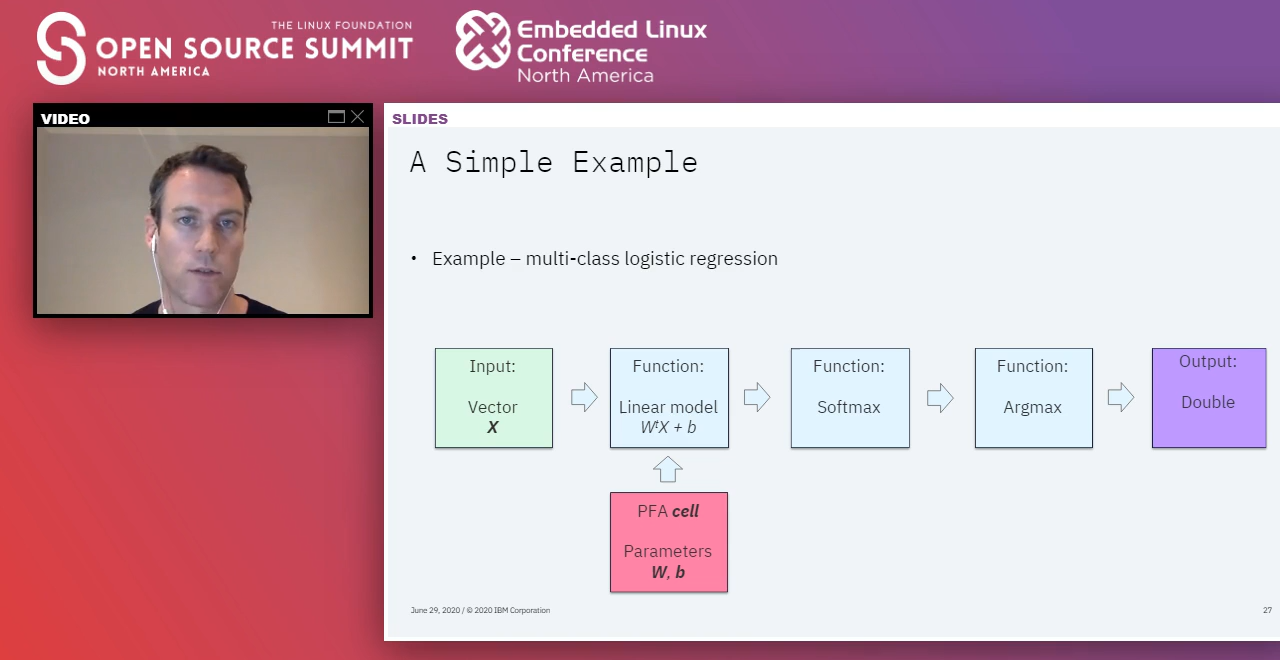 THE LINUX FOUNDATION
OPEN SOURCE SUMMIT
NORTH AMERICA
Embedded Linux
Conference
North America
VIDEO
SLIDES
A Simple Example
• Example – multi-class logistic regression
Input:
Vector
X
Function:
Linear model
WᵗX + b
Function:
Softmax
Function:
Argmax
Output:
Double
PFA cell
Parameters
W, b
June 29, 2020 / © 2020 IBM Corporation
27